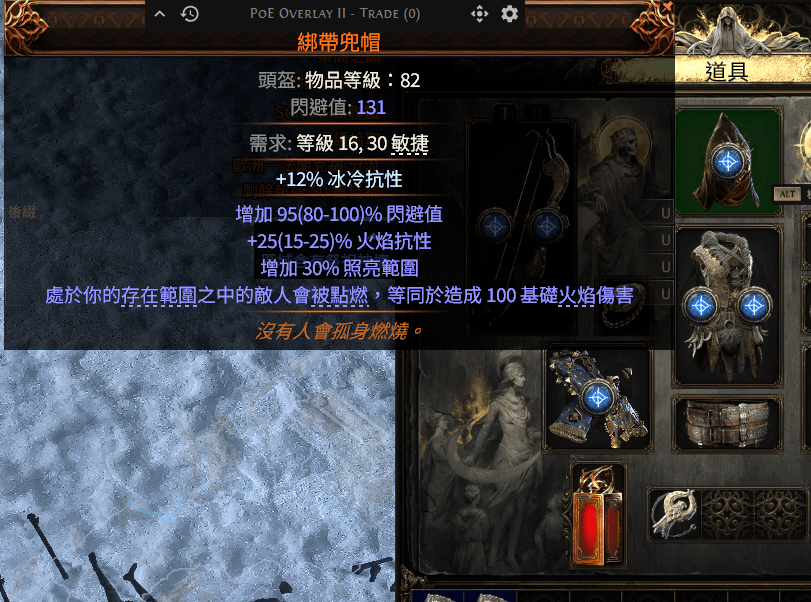 PoE Overlay II - Trade (0)
綁帶兜帽
頭盔: 物品等級：82
閃避值: 131
需求: 等級 16, 30 敏捷
+12% 冰冷抗性
增加 95(80-100)% 閃避值
+25(15-25)% 火焰抗性
增加 30% 照亮範圍
處於你的存在範圍之中的敵人會被點燃，等同於造成 100 基礎火焰傷害
沒有人會孤身燃燒。
後綴
道具
ALT
U
U
U
U